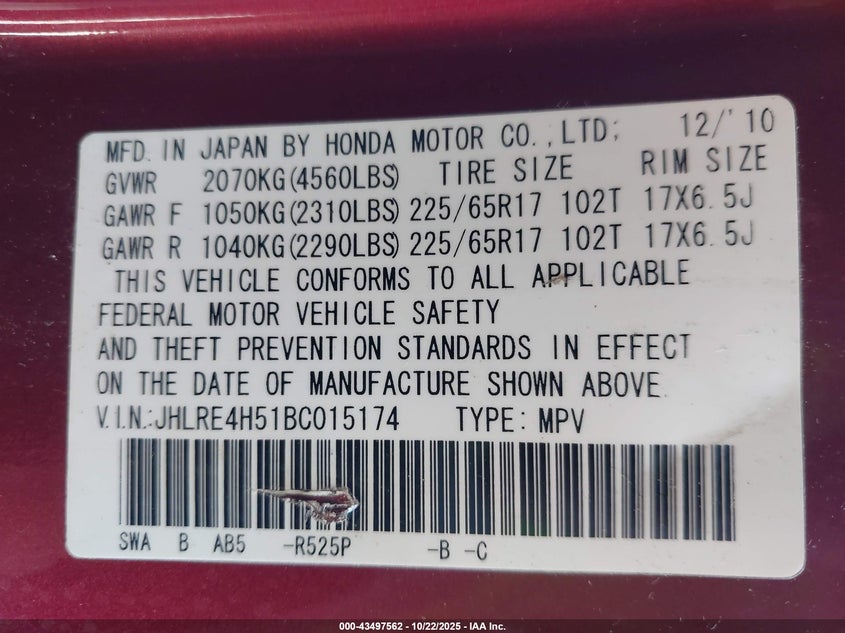 MFD. IN JAPAN BY HONDA MOTOR CO.,LTD; 12/'10
GVWR 2070KG(4560LBS) TIRE SIZE RIM SIZE
GAWR F 1050KG(2310LBS) 225/65R17 102T 17X6.5J
GAWR R 1040KG(2290LBS) 225/65R17 102T 17X6.5J
THIS VEHICLE CONFORMS TO ALL APPLICABLE
FEDERAL MOTOR VEHICLE SAFETY
AND THEFT PREVENTION STANDARDS IN EFFECT
ON THE DATE OF MANUFACTURE SHOWN ABOVE.
V.I.N.:JHLRE4H51BC015174 TYPE: MPV
SWA B AB5 -R525P -B -C
000-43497562 - 10/22/2025 - IAA Inc.